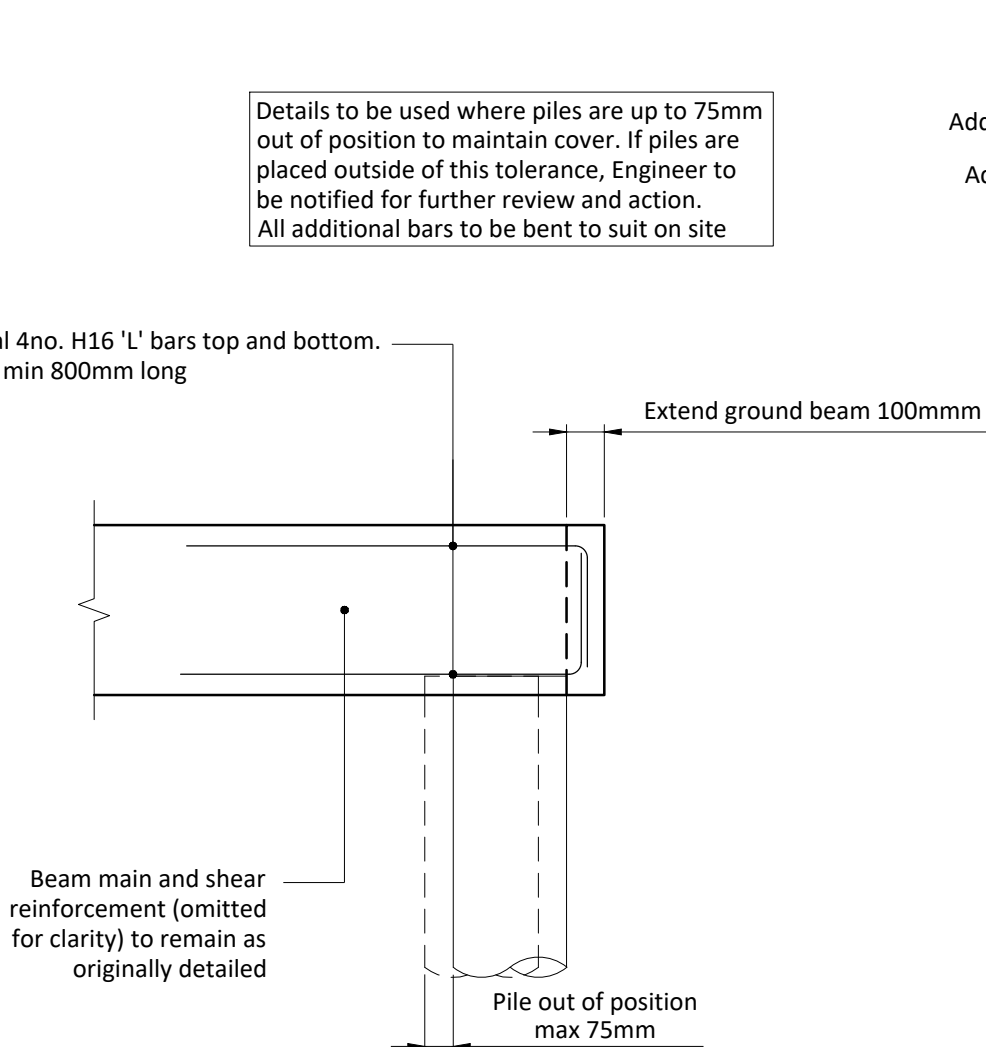 Details to be used where piles are up to 75mm
out of position to maintain cover. If piles are
placed outside of this tolerance, Engineer to
be notified for further review and action.
All additional bars to be bent to suit on site
4no. H16 'L' bars top and bottom.
min 800mm long
Extend ground beam 100mmm
Beam main and shear
reinforcement (omitted
for clarity) to remain as
originally detailed
Pile out of position
max 75mm